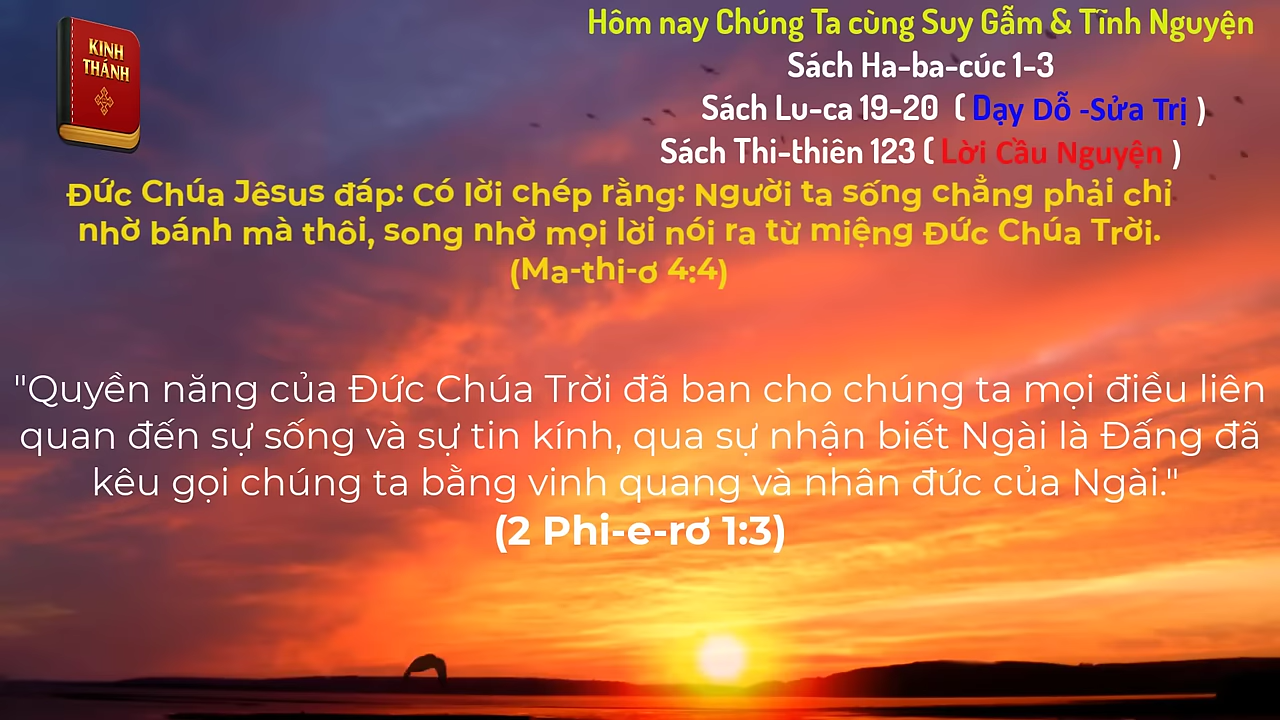 KINH
THÁNH
Hôm nay Chúng Ta cùng Suy Gẫm & Tĩnh Nguyện
Sách Ha-ba-cúc 1-3
Sách Lu-ca 19-20 ( Dạy Dỗ -Sửa Trị )
Sách Thi-thiên 123 ( Lời Cầu Nguyện )
Đức Chúa Jêsus đáp: Có lời chép rằng: Người ta sống chẳng phải chỉ
nhờ bánh mà thôi, song nhờ mọi lời nói ra từ miệng Đức Chúa Trời.
(Ma-thi-ơ 4:4)
"Quyền năng của Đức Chúa Trời đã ban cho chúng ta mọi điều liên
quan đến sự sống và sự tin kính, qua sự nhận biết Ngài là Đấng đã
kêu gọi chúng ta bằng vinh quang và nhân đức của Ngài."
(2 Phi-e-rơ 1:3)